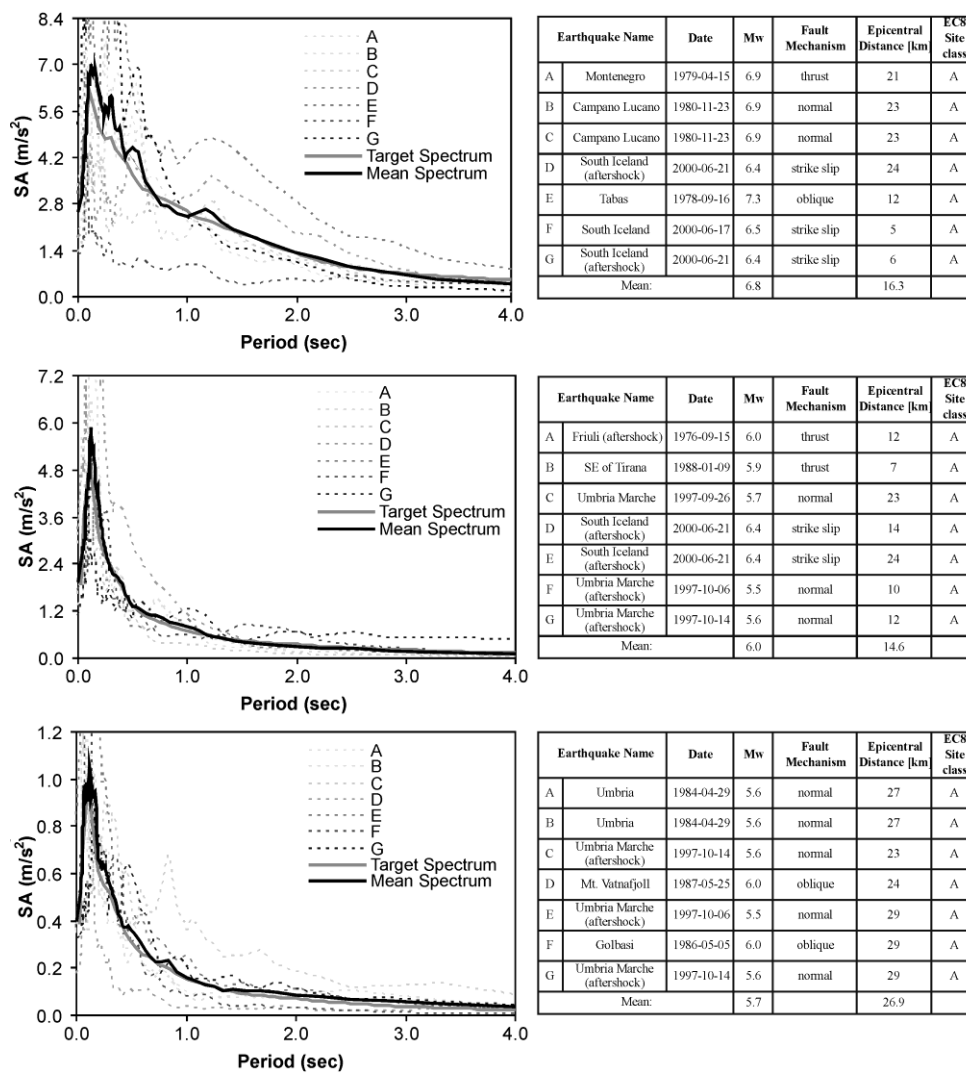 8.4
7.0
5.6
4.2
2.8
1.4
0.0
SA (m/s²)
0.0 1.0 2.0 3.0 4.0
Period (sec)
A
B
C
D
E
F
G
Target Spectrum
Mean Spectrum
Earthquake Name Date Mw Fault Mechanism Epicentral Distance [km] EC8 Site class
A Montenegro 1979-04-15 6.9 thrust 21 A
B Campano Lucano 1980-11-23 6.9 normal 23 A
C Campano Lucano 1980-11-23 6.9 normal 23 A
D South Iceland (aftershock) 2000-06-21 6.4 strike slip 24 A
E Tabas 1978-09-16 7.3 oblique 12 A
F South Iceland 2000-06-17 6.5 strike slip 5 A
G South Iceland (aftershock) 2000-06-21 6.4 strike slip 6 A
Mean: 6.8 16.3
7.2
6.0
4.8
3.6
2.4
1.2
0.0
SA (m/s²)
0.0 1.0 2.0 3.0 4.0
Period (sec)
A
B
C
D
E
F
G
Target Spectrum
Mean Spectrum
Earthquake Name Date Mw Fault Mechanism Epicentral Distance [km] EC8 Site class
A Friuli (aftershock) 1976-09-15 6.0 thrust 12 A
B SE of Tirana 1988-01-09 5.9 thrust 7 A
C Umbria Marche 1997-09-26 5.7 normal 23 A
D South Iceland (aftershock) 2000-06-21 6.4 strike slip 14 A
E South Iceland (aftershock) 2000-06-21 6.4 strike slip 24 A
F Umbria Marche (aftershock) 1997-10-06 5.5 normal 10 A
G Umbria Marche (aftershock) 1997-10-14 5.6 normal 12 A
Mean: 6.0 14.6
1.2
1.0
0.8
0.6
0.4
0.2
0.0
SA (m/s²)
0.0 1.0 2.0 3.0 4.0
Period (sec)
A
B
C
D
E
F
G
Target Spectrum
Mean Spectrum
Earthquake Name Date Mw Fault Mechanism Epicentral Distance [km] EC8 Site class
A Umbria 1984-04-29 5.6 normal 27 A
B Umbria 1984-04-29 5.6 normal 27 A
C Umbria Marche (aftershock) 1997-10-14 5.6 normal 23 A
D Mt. Vatnafjoll 1987-05-25 6.0 oblique 24 A
E Umbria Marche (aftershock) 1997-10-06 5.5 normal 29 A
F Golbasi 1986-05-05 6.0 oblique 29 A
G Umbria Marche (aftershock) 1997-10-14 5.6 normal 29 A
Mean: 5.7 26.9